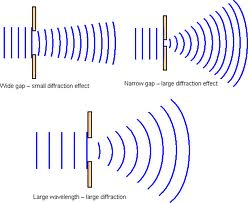 Wide gap – small diffraction effect
Narrow gap – large diffraction effect
Large wavelength – large diffraction